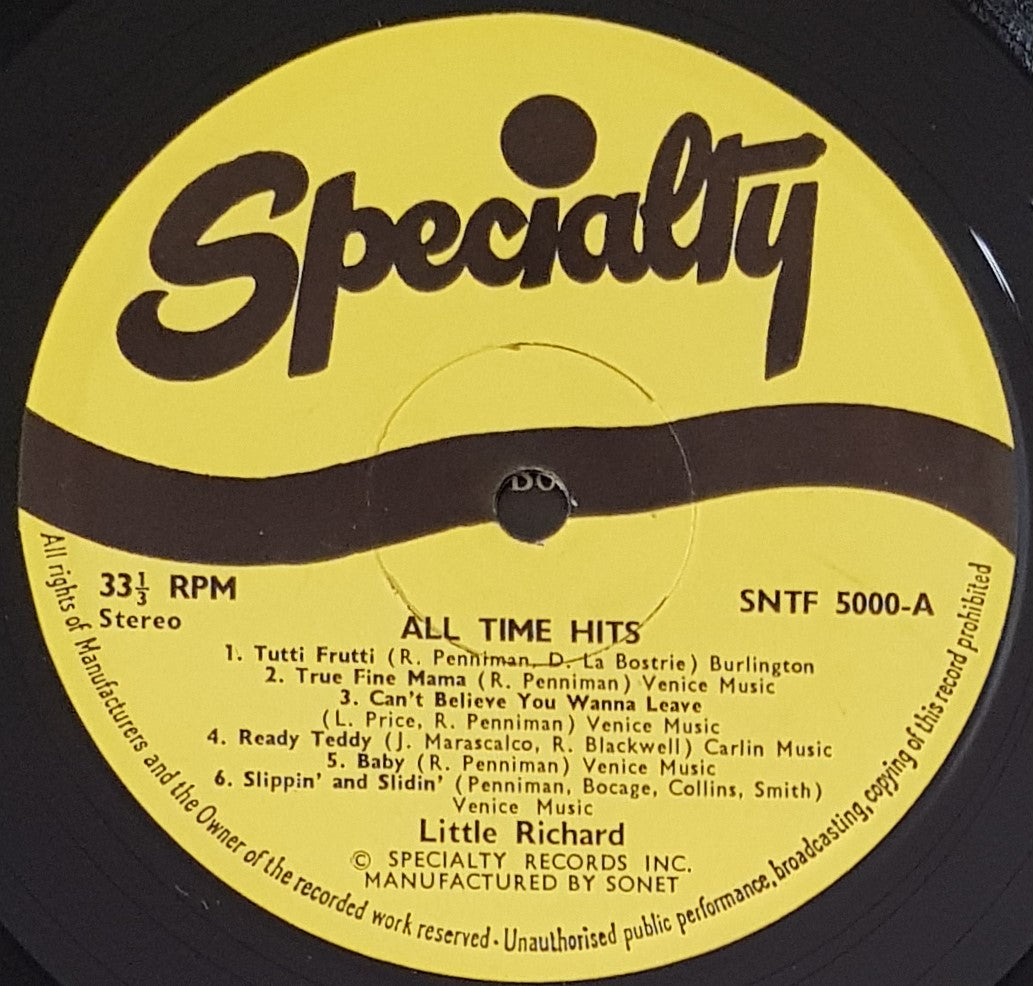 Specialty
33⅓ RPM
Stereo
SNTF 5000-A
ALL TIME HITS
1. Tutti Frutti (R. Penniman, D. La Bostrie) Burlington
2. True Fine Mama (R. Penniman) Venice Music
3. Can't Believe You Wanna Leave
(L. Price, R. Penniman) Venice Music
4. Ready Teddy (J. Marascalco, R. Blackwell) Carlin Music
5. Baby (R. Penniman) Venice Music
6. Slippin' and Slidin' (Penniman, Bocage, Collins, Smith)
Venice Music
Little Richard
© SPECIALTY RECORDS INC.
MANUFACTURED BY SONET
All rights of Manufacturers and the Owner of the recorded work reserved · Unauthorised public performance, broadcasting, copying of this record prohibited